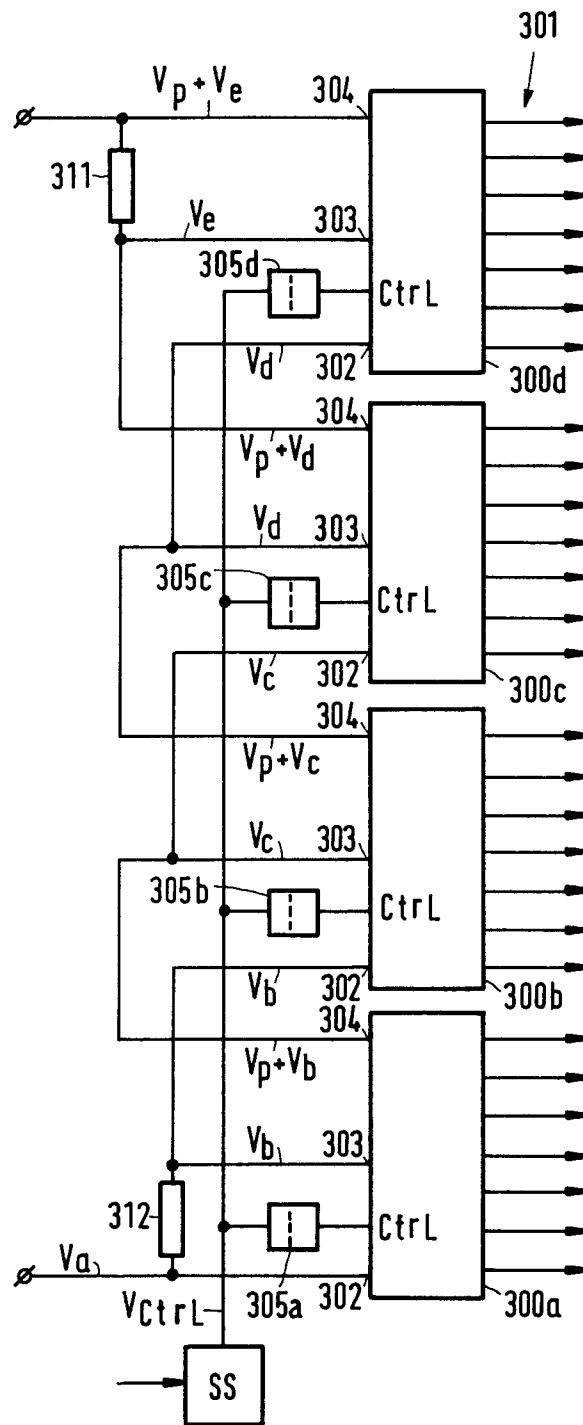 301
Vp + Ve
304
311
Ve
303
305d
CtrL
Vd
302
300d
304
Vp + Vd
Vd
303
305c
CtrL
Vc
302
300c
304
Vp + Vc
Vc
303
305b
CtrL
Vb
302
300b
304
Vp + Vb
Vb
303
312
CtrL
Va
305a
302
300a
VCtrL
SS